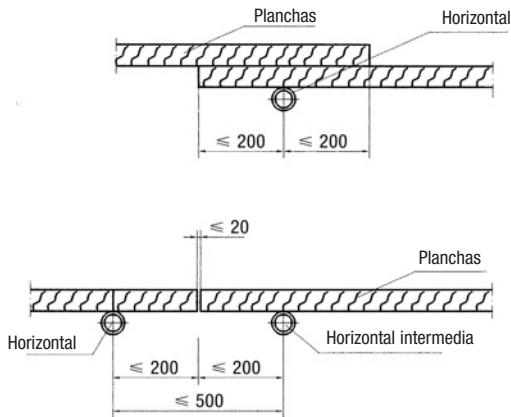 Planchas
Horizontal
≤ 200
≤ 200
≤ 20
Planchas
Horizontal
Horizontal intermedia
≤ 200
≤ 200
≤ 500